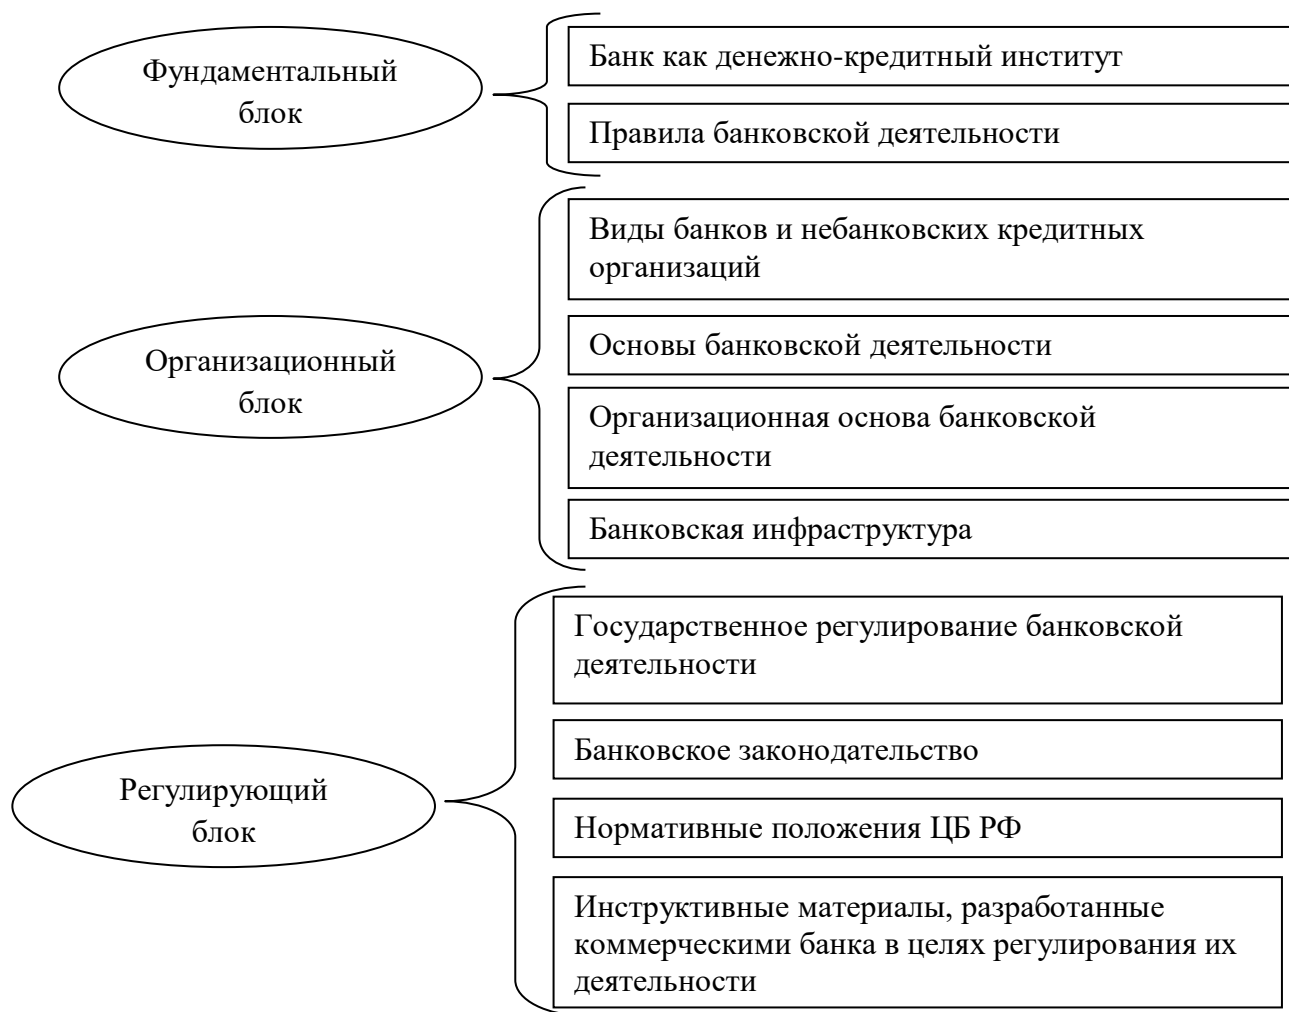 Фундаментальный
блок
Банк как денежно-кредитный институт
Правила банковской деятельности
Организационный
блок
Виды банков и небанковских кредитных
организаций
Основы банковской деятельности
Организационная основа банковской
деятельности
Банковская инфраструктура
Регулирующий
блок
Государственное регулирование банковской
деятельности
Банковское законодательство
Нормативные положения ЦБ РФ
Инструктивные материалы, разработанные
коммерческими банка в целях регулирования их
деятельности